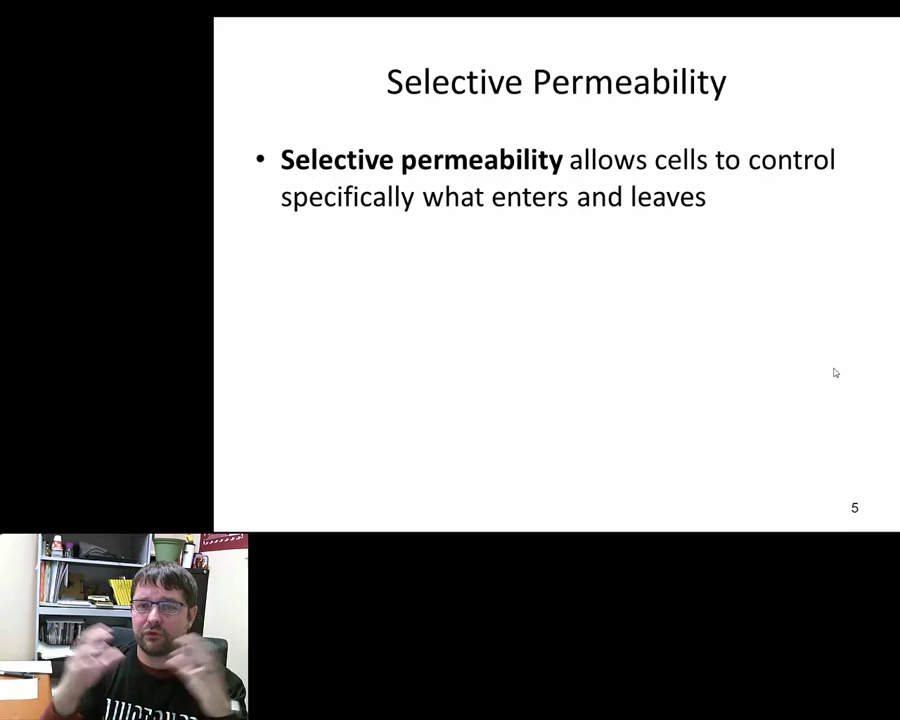 Selective Permeability
• Selective permeability allows cells to control
specifically what enters and leaves
5